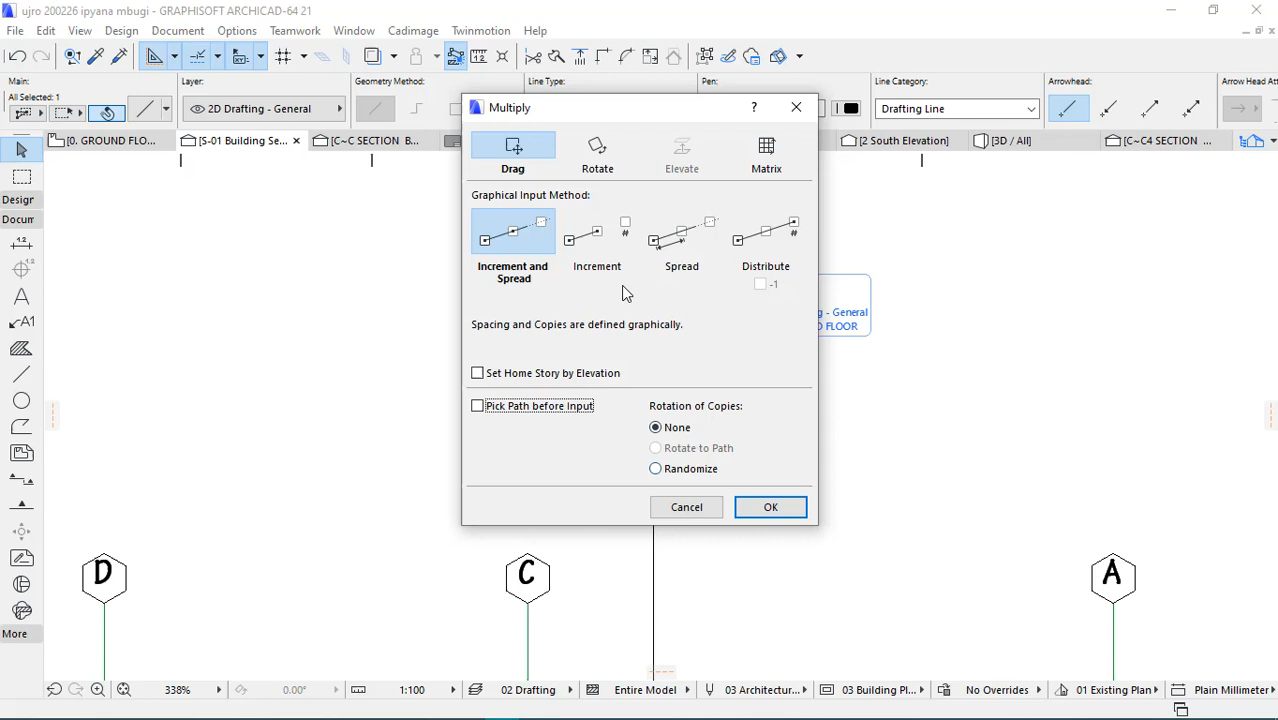 ujro 200226 ipyana mbugi - GRAPHISOFT ARCHICAD-64 21
File Edit View Design Document Options Teamwork Window Cadimage Twinmotion Help
Main: Layer: Geometry Method: Line Type: Pen: Line Category: Arrowhead: Arrow Head At
All Selected: 1
2D Drafting - General
Drafting Line
[0. GROUND FLO... [S-01 Building Se... [C~C SECTION B... [2 South Elevation] [3D / All] [C~C4 SECTION ...
Multiply
Drag Rotate Elevate Matrix
Graphical Input Method:
Increment and Spread Increment Spread Distribute
-1
Spacing and Copies are defined graphically.
Set Home Story by Elevation
Pick Path before Input Rotation of Copies:
None
Rotate to Path
Randomize
Cancel OK
g - General
FLOOR
Design
Docum
1.2
A
A1
More
D C A
338% 0.00° 1:100 02 Drafting Entire Model 03 Architectur... 03 Building Pl... No Overrides 01 Existing Plan Plain Millimeter